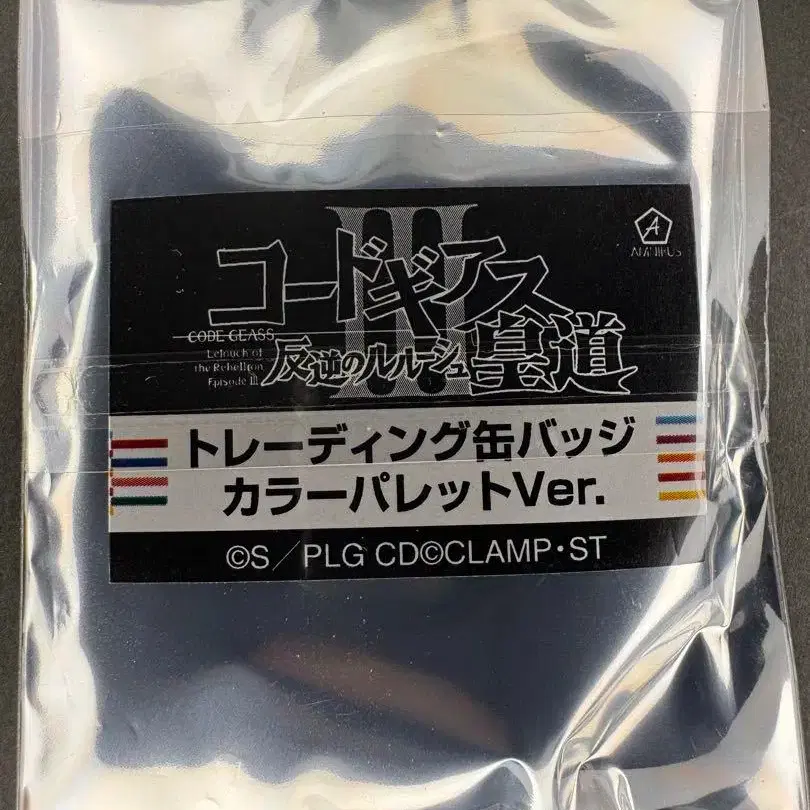 III
コードギアス
CODE GEASS
Lelouch of
the Rebellion
Episode III
反逆のルルーシュ皇道
A
ANIPLUS
トレーディング缶バッジ
カラーパレットVer.
©S／PLG CD©CLAMP・ST